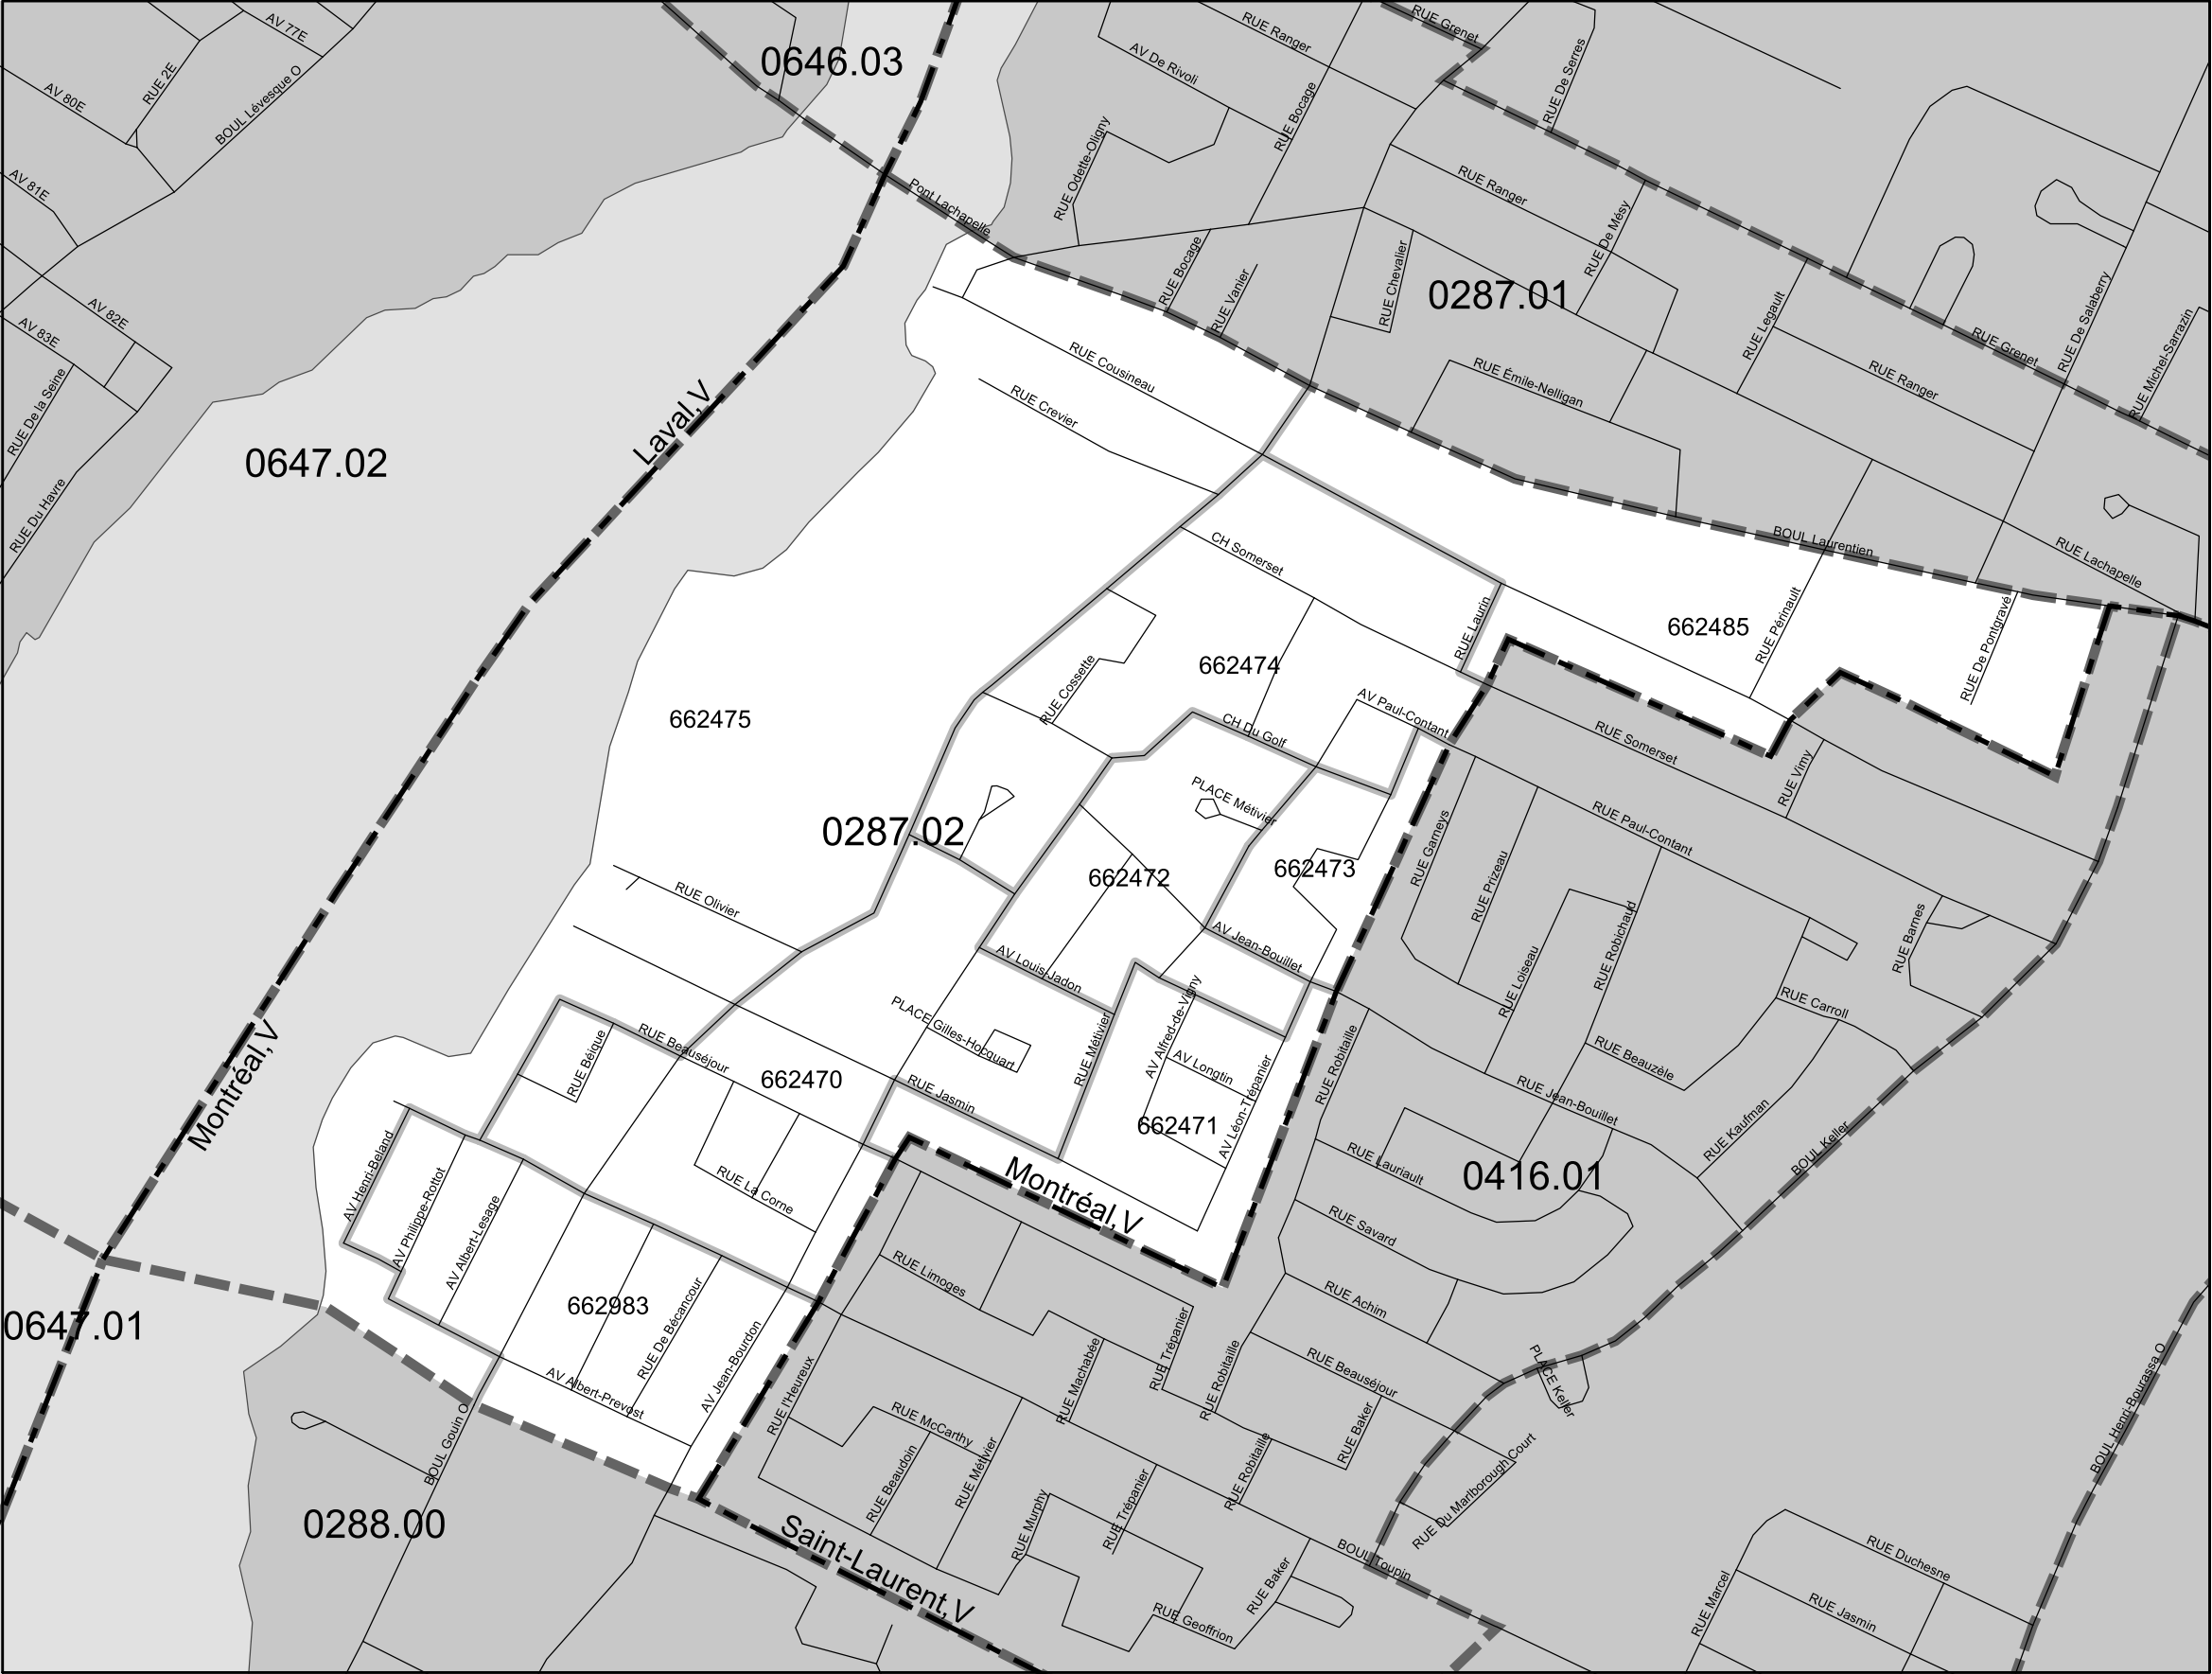 AV 77E
RUE 2E
AV 80E
BOUL Lévesque O
AV 81E
AV 82E
AV 83E
RUE De la Seine
RUE Du Havre
0646.03
RUE Grenet
RUE Ranger
AV De Rivoli
RUE Bocage
RUE De Serres
RUE Odette-Oligny
Pont Lachapelle
RUE Ranger
RUE De Mésy
RUE Bocage
RUE Vanier
RUE Chevalier
0287.01
RUE Legault
RUE De Salaberry
RUE Grenet
RUE Michel-Sarrazin
RUE Ranger
RUE Émile-Nelligan
RUE Cousineau
RUE Crevier
Laval,V
0647.02
CH Somerset
BOUL Laurentien
RUE Lachapelle
RUE Laurin
662485
RUE Périnault
RUE De Pontgravé
662474
RUE Cossette
662475
AV Paul-Contant
CH Du Golf
RUE Somerset
RUE Vimy
PLACE Métivier
0287.02
RUE Paul-Contant
RUE Garneys
RUE Prizeau
662472
662473
RUE Olivier
RUE Loiseau
RUE Robichaud
RUE Barnes
AV Jean-Bouillet
AV Louis-Jadon
RUE Carroll
PLACE Gilles-Hocquart
AV Alfred-de-Vigny
RUE Métivier
RUE Beauséjour
RUE Béique
Montréal,V
662470
RUE Jasmin
AV Longtin
662471
AV Léon-Trépanier
RUE Robitaille
RUE Beauzèle
RUE Jean-Bouillet
RUE Kaufman
BOUL Keller
AV Henri-Beland
AV Philippe-Rottot
AV Albert-Lesage
RUE La Corne
Montréal,V
RUE Lauriault
0416.01
RUE Savard
RUE Limoges
RUE Achim
0647.01
662983
RUE De Bécancour
AV Jean-Bourdon
AV Albert-Prevost
RUE l'Heureux
RUE Machabée
RUE Trépanier
RUE Robitaille
RUE Beauséjour
PLACE Keller
RUE Baker
BOUL Henri-Bourassa O
RUE McCarthy
RUE Beaudoin
RUE Métivier
BOUL Gouin O
RUE Robitaille
RUE Du Marlborough Court
RUE Murphy
RUE Trépanier
0288.00
Saint-Laurent,V
BOUL Toupin
RUE Baker
RUE Geoffrion
RUE Duchesne
RUE Marcel
RUE Jasmin